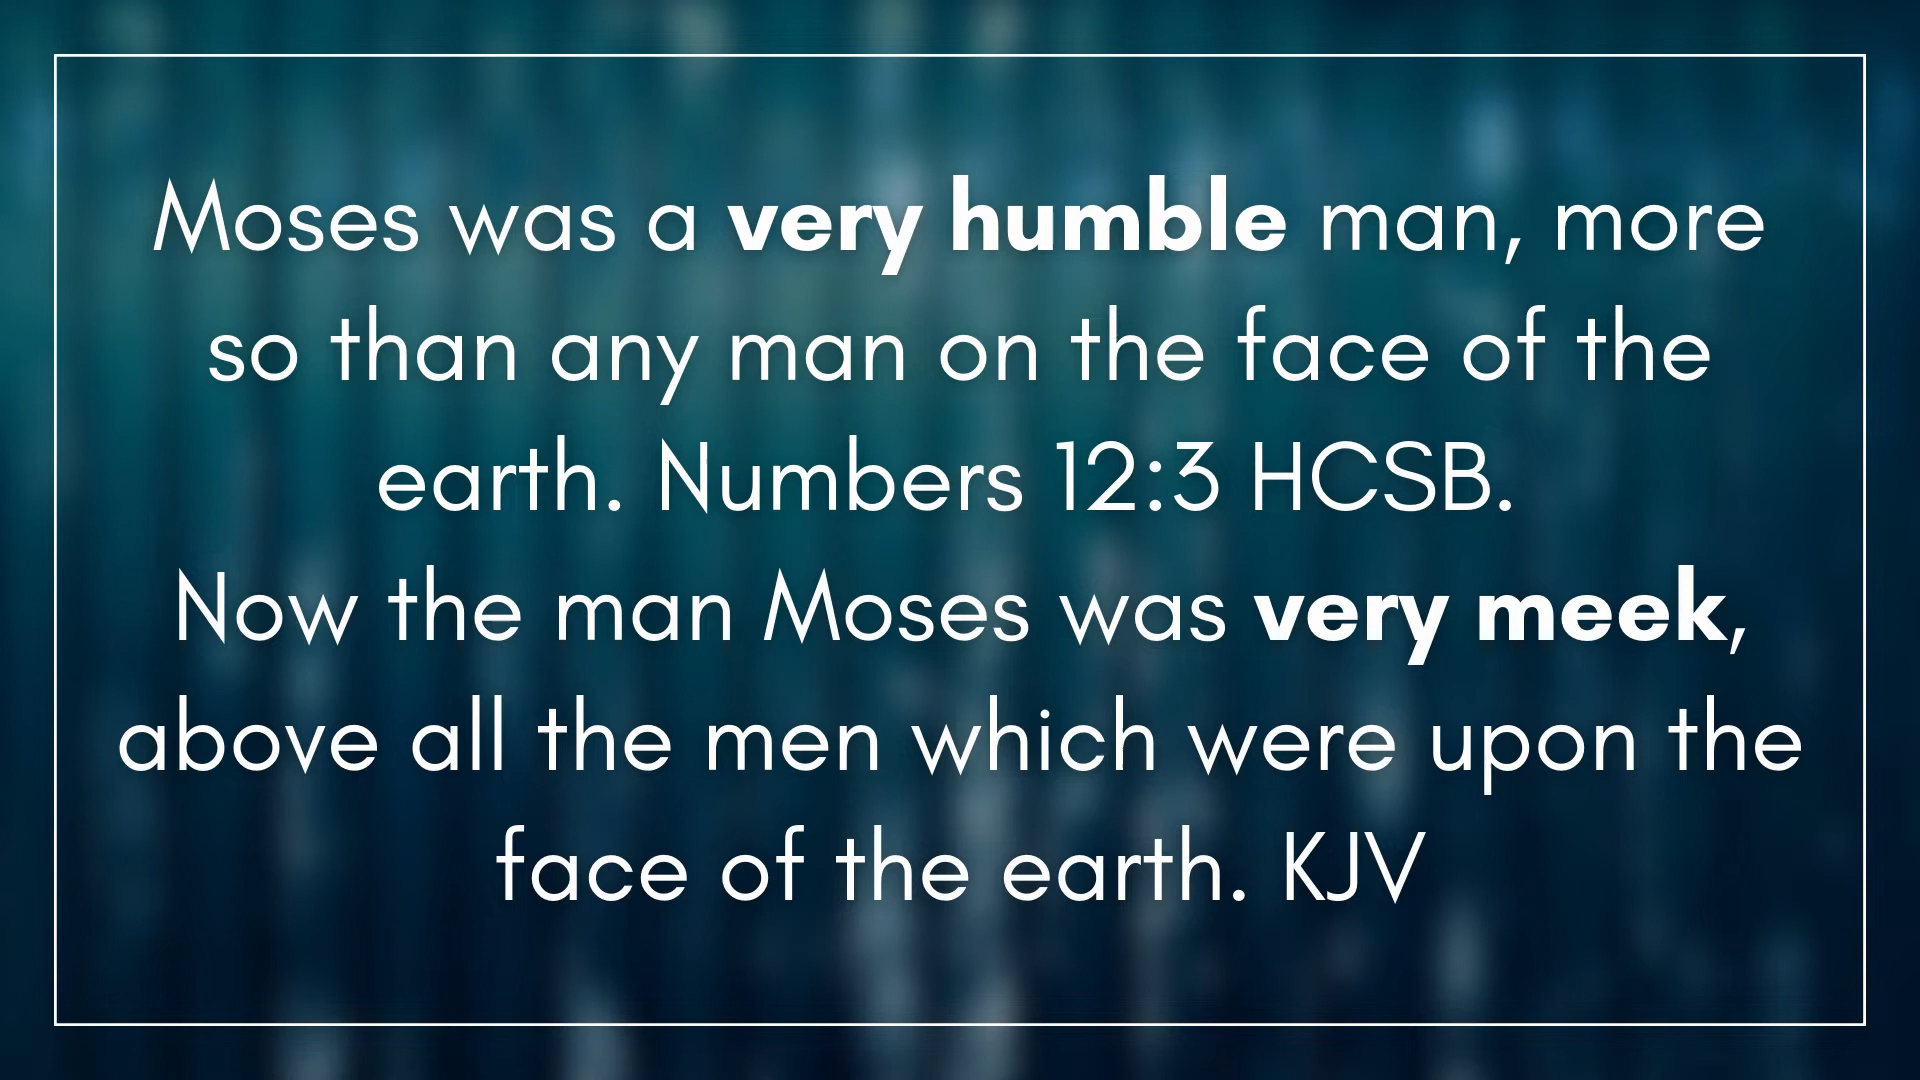 Moses was a very humble man, more
so than any man on the face of the
earth. Numbers 12:3 HCSB.
Now the man Moses was very meek,
above all the men which were upon the
face of the earth. KJV